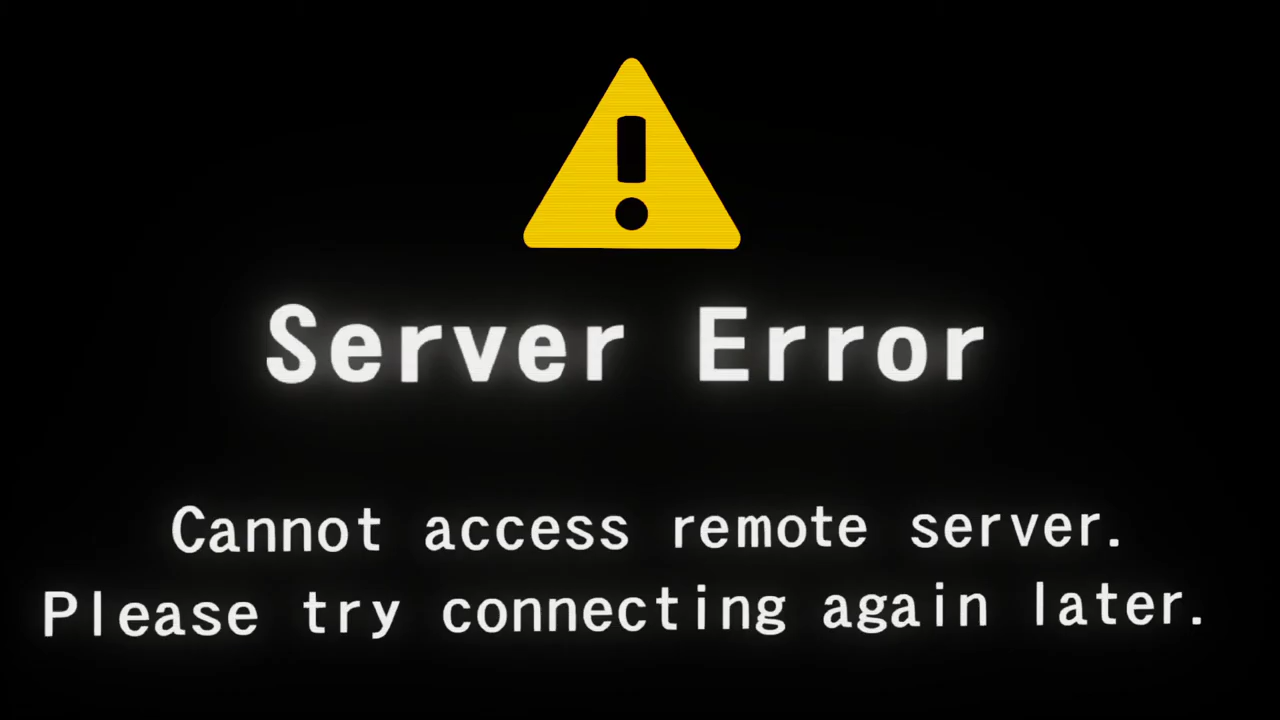 Server Error
Cannot access remote server.
Please try connecting again later.